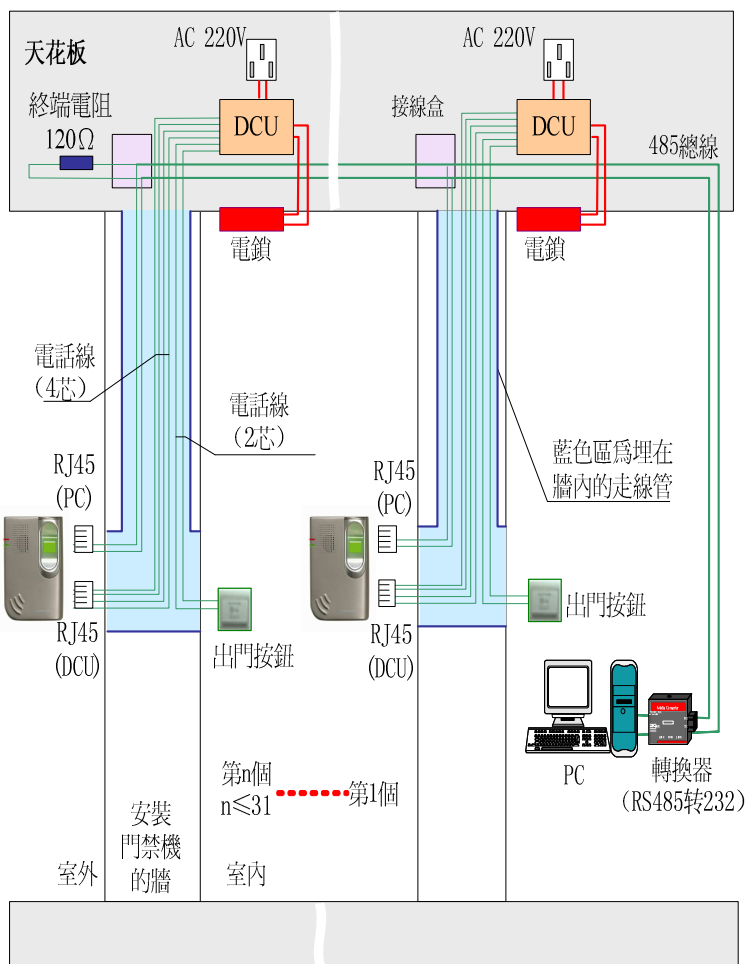 天花板
AC 220V
AC 220V
終端電阻
120Ω
DCU
接線盒
DCU
485總線
電鎖
電鎖
電話線
（4芯）
電話線
（2芯）
RJ45
(PC)
RJ45
(PC)
藍色區爲埋在
牆內的走線管
RJ45
(DCU)
出門按鈕
RJ45
(DCU)
出門按鈕
PC
轉換器
（RS485转232）
第n個
n≤31
第1個
安裝
門禁機
的牆
室外
室內